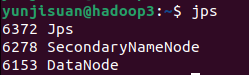 yunjisuan@hadoop3:~$ jps
6372 Jps
6278 SecondaryNameNode
6153 DataNode